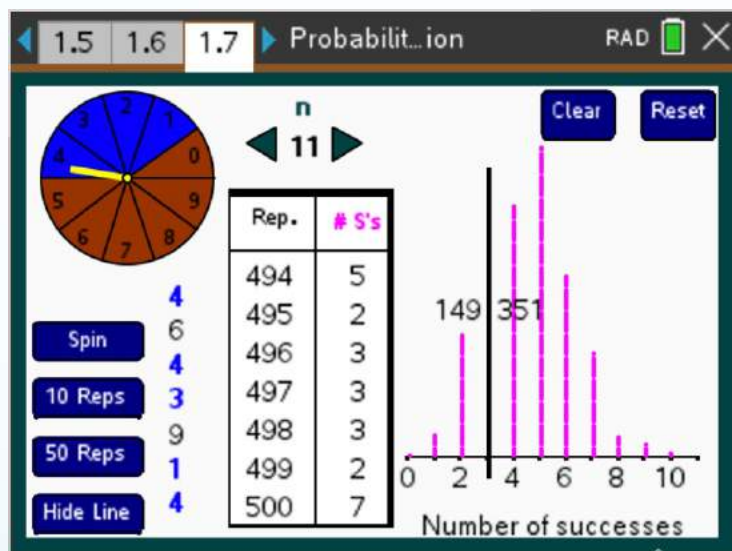 1.5 1.6 1.7 Probabilit...ion RAD
3 2 1
4 0
5 9
6 7 8
n
11
Clear Reset
Rep. # S's
494 5
495 2
496 3
497 3
498 3
499 2
500 7
4
6
4
3
9
1
4
Spin
10 Reps
50 Reps
Hide Line
149 351
0 2 4 6 8 10
Number of successes